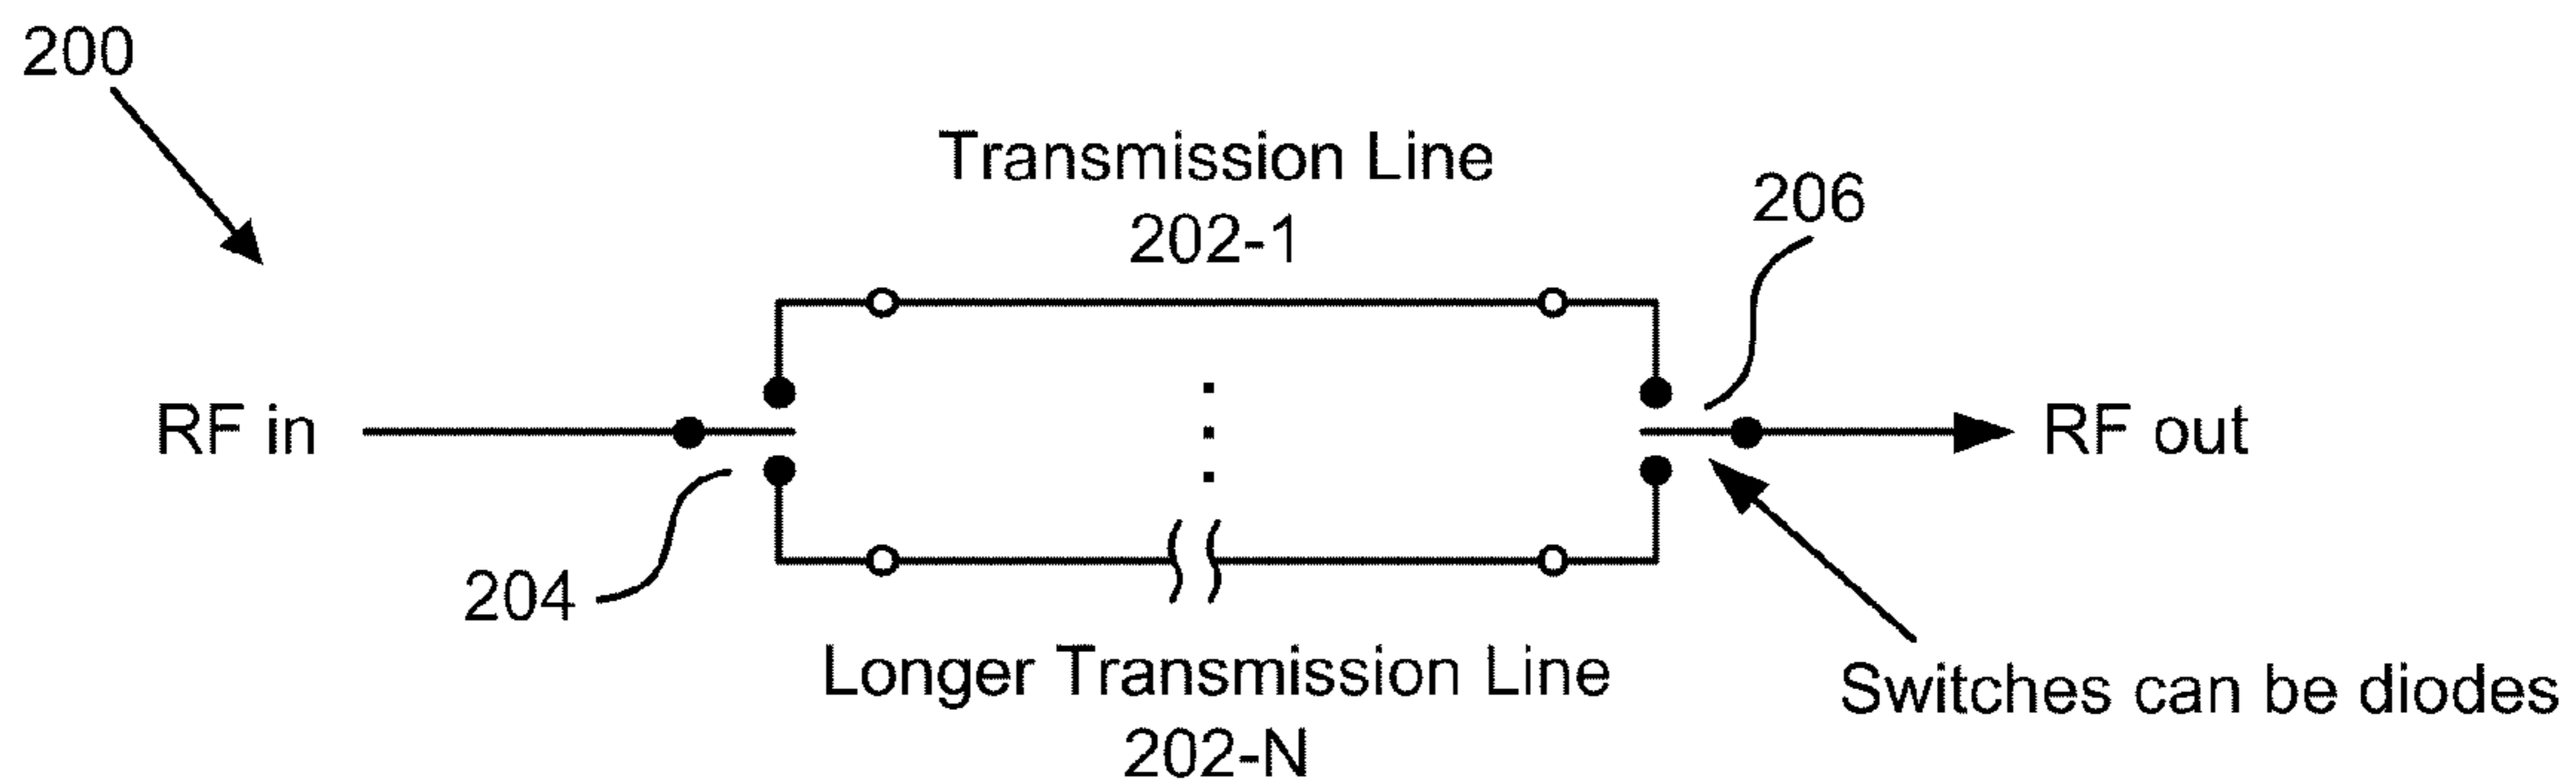 200
Transmission Line
202-1
206
RF in
RF out
204
Longer Transmission Line
202-N
Switches can be diodes